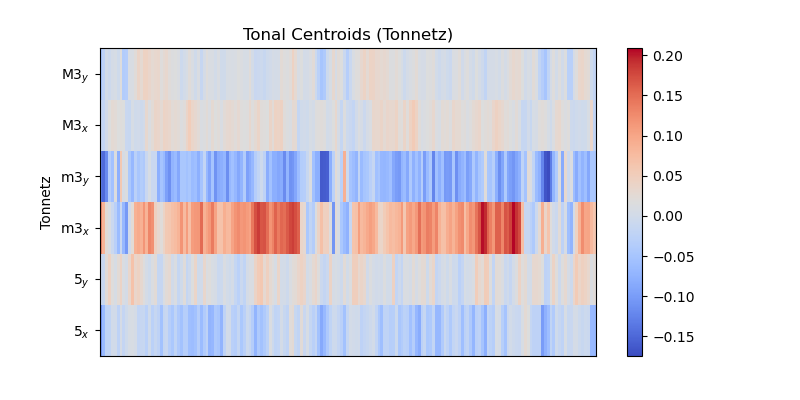 Tonal Centroids (Tonnetz)
Tonnetz
M3y
M3x
m3y
m3x
5y
5x
0.20
0.15
0.10
0.05
0.00
−0.05
−0.10
−0.15